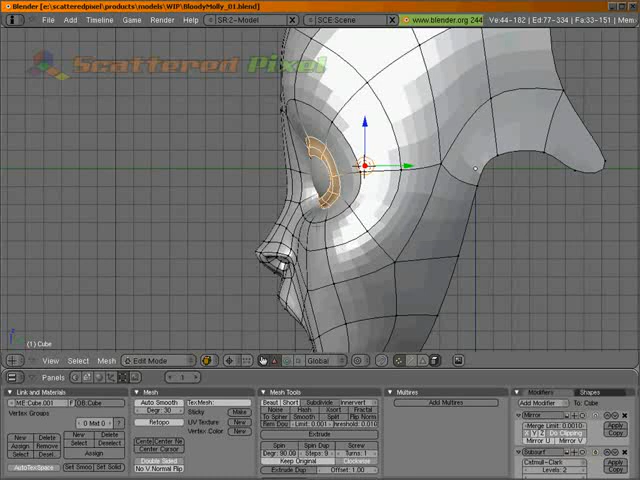 Blender [e:\scatteredpixel\products\models\WIP\BloodyMolly_01.blend]
File Add Timeline Game Render Help SR:2-Model SCE:Scene www.blender.org 244 Ve:44-182 | Ed:77-334 | Fa:33-151 | Mem
Scattered Pixel
(1) Cube
View Select Mesh Edit Mode Global
Panels 1
Link and Materials Mesh Mesh Tools Multires Modifiers Shapes
ME:Cube.001 F OB:Cube Auto Smooth TexMesh: Beaut Short Subdivide Innervert Add Multires Add Modifier To: Cube
Vertex Groups Degr: 30 Sticky Make Noise Hash Xsort Fractal Mirror
0 Mat 0 ? Retopo UV Texture New To Sphere Smooth Split Flip Norm Merge Limit: 0.0010 Apply
Vertex Color New Rem Dou Limit: 0.001 Threshold: 0.010 X Y Z Do Clipping Copy
New Delete New Delete Extrude Mirror U Mirror V
Assign Remove Select Deselect Center Center Ne Spin Spin Dup Screw Subsurf
Select Desel. Assign Center Cursor Degr: 90.00 Steps: 9 Turns: 1 Catmull-Clark Apply
Double Sided Keep Original Clockwise Levels: 2 Copy
AutoTexSpace Set Smoo Set Solid No V.Normal Flip Extrude Dup Offset: 1.00